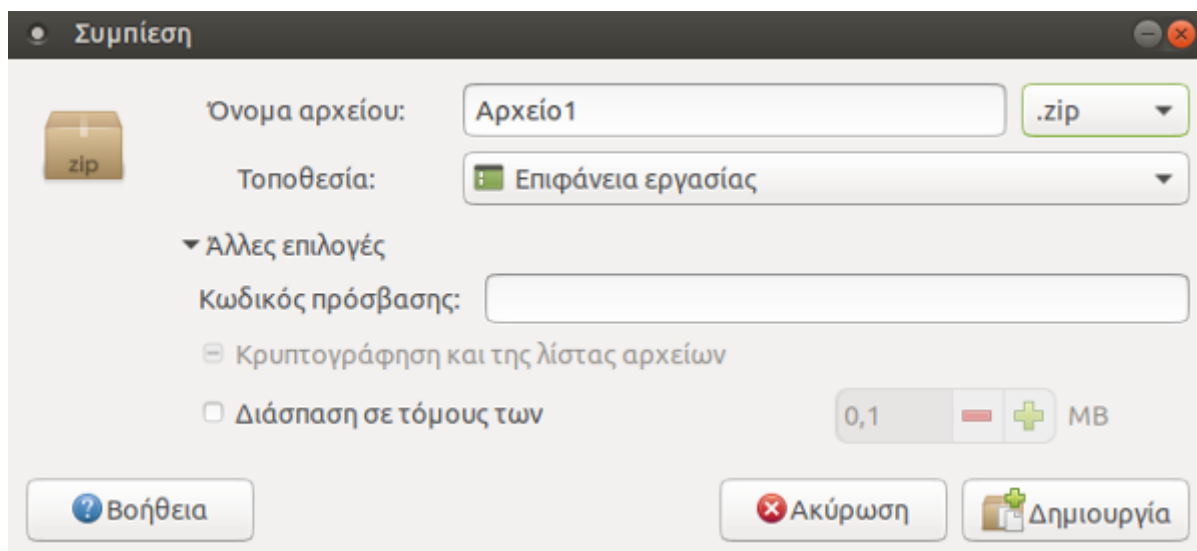 Συμπίεση
Όνομα αρχείου: Αρχείο1 .zip
zip
Τοποθεσία: Επιφάνεια εργασίας
Άλλες επιλογές
Κωδικός πρόσβασης:
Κρυπτογράφηση και της λίστας αρχείων
Διάσπαση σε τόμους των 0,1 MB
Βοήθεια Ακύρωση Δημιουργία